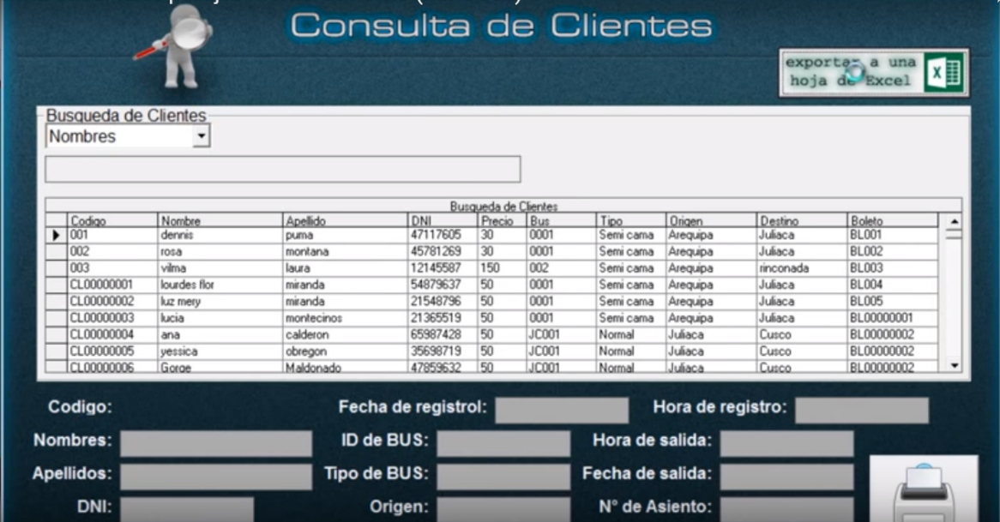 Consulta de Clientes
exportar a una
hoja de Excel
Busqueda de Clientes
Nombres
Busqueda de Clientes
Codigo Nombre Apellido DNI Precio Bus Tipo Origen Destino Boleto
001 dennis puma 47117605 30 0001 Semi cama Arequipa Juliaca BL001
002 rosa montana 45781269 30 0001 Semi cama Arequipa Juliaca BL002
003 vilma laura 12145587 150 002 Semi cama Arequipa rinconada BL003
CL00000001 lourdes flor miranda 54879637 50 0001 Semi cama Arequipa Juliaca BL004
CL00000002 luz mery miranda 21548796 50 0001 Semi cama Arequipa Juliaca BL005
CL00000003 lucia montecinos 21365519 50 0001 Semi cama Arequipa Juliaca BL00000001
CL00000004 ana calderon 65987428 50 JC001 Normal Juliaca Cusco BL00000002
CL00000005 yessica obregon 35698719 50 JC001 Normal Juliaca Cusco BL00000002
CL00000006 Gorge Maldonado 47859632 50 JC001 Normal Juliaca Cusco BL00000002
Codigo: Fecha de registrol: Hora de registro:
Nombres: ID de BUS: Hora de salida:
Apellidos: Tipo de BUS: Fecha de salida:
DNI: Origen: N° de Asiento: